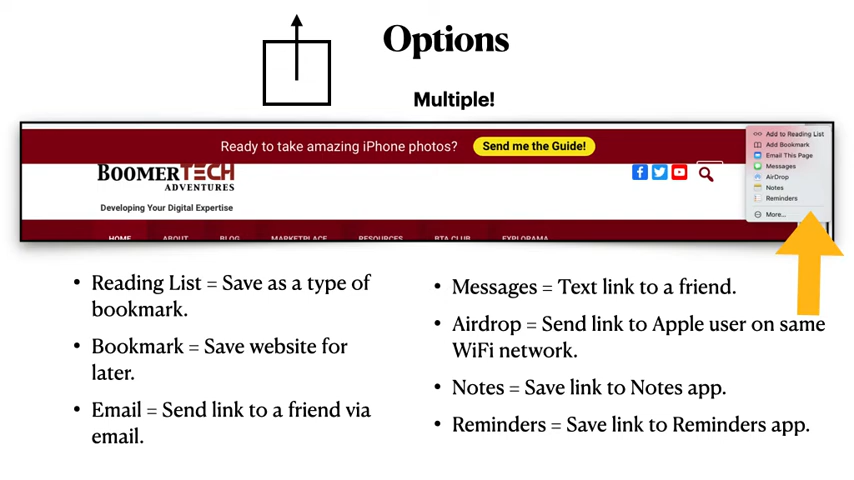 Options
Multiple!
Ready to take amazing iPhone photos? Send me the Guide!
BOOMERTECH
ADVENTURES
Developing Your Digital Expertise
HOME ABOUT BLOG MARKETPLACE RESOURCES BTA CLUB EXPLORAMA
Add to Reading List
Add Bookmark
Email This Page
Messages
AirDrop
Notes
Reminders
More...
• Reading List = Save as a type of
bookmark.
• Bookmark = Save website for
later.
• Email = Send link to a friend via
email.
• Messages = Text link to a friend.
• Airdrop = Send link to Apple user on same
WiFi network.
• Notes = Save link to Notes app.
• Reminders = Save link to Reminders app.